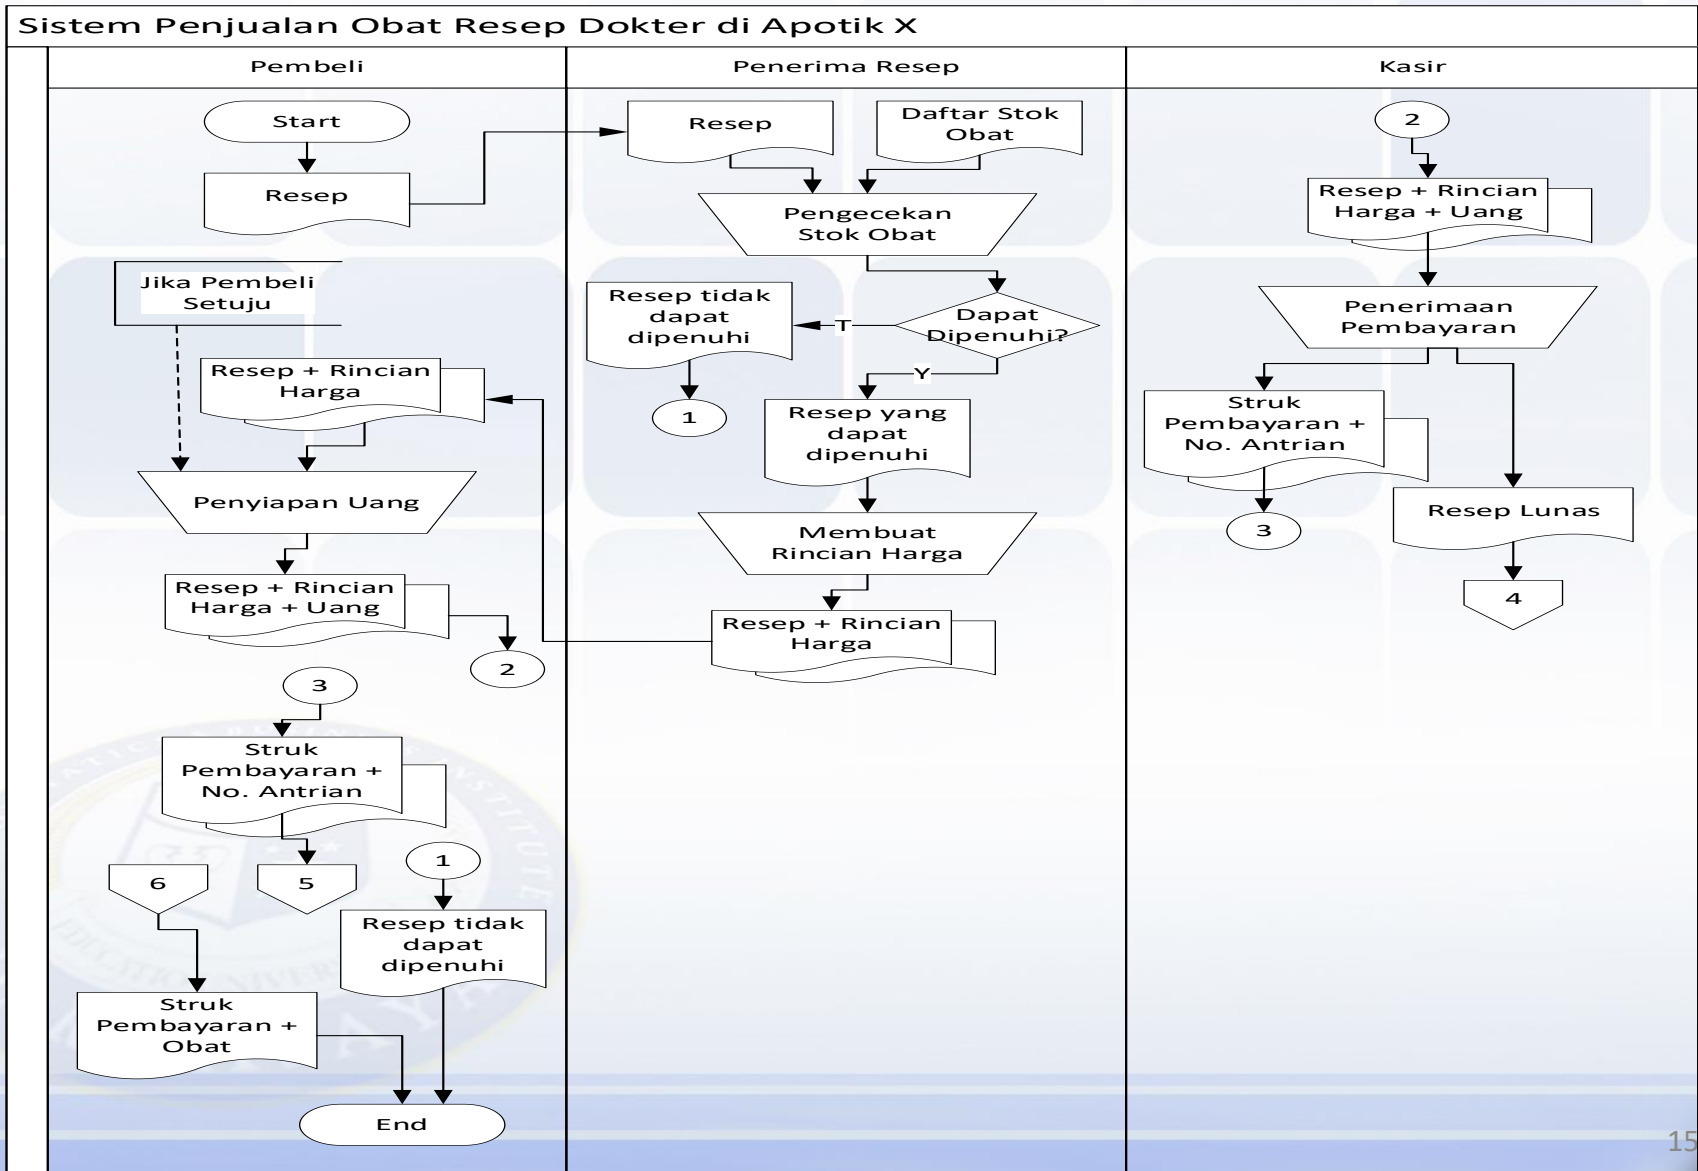 Sistem Penjualan Obat Resep Dokter di Apotik X
Pembeli
Penerima Resep
Kasir
Start
Resep
Jika Pembeli
Setuju
Resep + Rincian
Harga
Penyiapan Uang
Resep + Rincian
Harga + Uang
2
3
Struk
Pembayaran +
No. Antrian
6
5
1
Resep tidak
dapat
dipenuhi
Struk
Pembayaran +
Obat
End
Resep
Daftar Stok
Obat
Pengecekan
Stok Obat
Dapat
Dipenuhi?
T
Resep tidak
dapat
dipenuhi
1
Y
Resep yang
dapat
dipenuhi
Membuat
Rincian Harga
Resep + Rincian
Harga
2
Resep + Rincian
Harga + Uang
Penerimaan
Pembayaran
Struk
Pembayaran +
No. Antrian
3
Resep Lunas
4
15